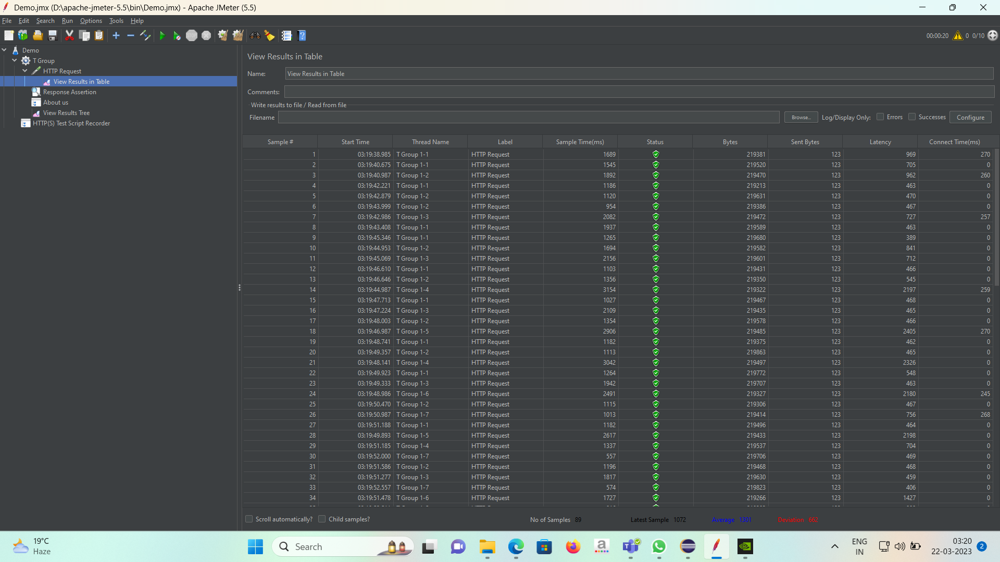 Demo.jmx (D:\apache-jmeter-5.5\bin\Demo.jmx) - Apache JMeter (5.5)
File Edit Search Run Options Tools Help
00:00:20 0 0/10
Demo
T Group
HTTP Request
View Results in Table
Response Assertion
About us
View Results Tree
HTTP(S) Test Script Recorder
View Results in Table
Name: View Results in Table
Comments:
Write results to file / Read from file
Filename Browse... Log/Display Only: Errors Successes Configure
Sample # Start Time Thread Name Label Sample Time(ms) Status Bytes Sent Bytes Latency Connect Time(ms)
1 03:19:38.985 T Group 1-1 HTTP Request 1689 219381 123 969 270
2 03:19:40.675 T Group 1-1 HTTP Request 1545 219520 123 705 0
3 03:19:40.987 T Group 1-2 HTTP Request 1892 219470 123 962 260
4 03:19:42.221 T Group 1-1 HTTP Request 1186 219213 123 463 0
5 03:19:42.879 T Group 1-2 HTTP Request 1120 219631 123 470 0
6 03:19:43.999 T Group 1-2 HTTP Request 954 219386 123 467 0
7 03:19:42.986 T Group 1-3 HTTP Request 2082 219472 123 727 257
8 03:19:43.408 T Group 1-1 HTTP Request 1937 219589 123 463 0
9 03:19:45.346 T Group 1-1 HTTP Request 1265 219680 123 389 0
10 03:19:44.953 T Group 1-2 HTTP Request 1694 219582 123 841 0
11 03:19:45.069 T Group 1-3 HTTP Request 2156 219601 123 712 0
12 03:19:46.610 T Group 1-1 HTTP Request 1103 219431 123 466 0
13 03:19:46.646 T Group 1-2 HTTP Request 1356 219350 123 545 0
14 03:19:44.987 T Group 1-4 HTTP Request 3154 219322 123 2197 259
15 03:19:47.713 T Group 1-1 HTTP Request 1027 219467 123 468 0
16 03:19:47.224 T Group 1-3 HTTP Request 2109 219435 123 465 0
17 03:19:48.003 T Group 1-2 HTTP Request 1354 219578 123 466 0
18 03:19:46.987 T Group 1-5 HTTP Request 2906 219485 123 2405 270
19 03:19:48.741 T Group 1-1 HTTP Request 1182 219375 123 462 0
20 03:19:49.357 T Group 1-2 HTTP Request 1113 219863 123 465 0
21 03:19:48.141 T Group 1-4 HTTP Request 3042 219497 123 2326 0
22 03:19:49.923 T Group 1-1 HTTP Request 1264 219772 123 548 0
23 03:19:49.333 T Group 1-3 HTTP Request 1942 219707 123 463 0
24 03:19:48.986 T Group 1-6 HTTP Request 2491 219327 123 2180 245
25 03:19:50.470 T Group 1-2 HTTP Request 1115 219306 123 467 0
26 03:19:50.987 T Group 1-7 HTTP Request 1013 219414 123 756 268
27 03:19:51.188 T Group 1-1 HTTP Request 1182 219496 123 464 0
28 03:19:49.893 T Group 1-5 HTTP Request 2617 219433 123 2198 0
29 03:19:51.185 T Group 1-4 HTTP Request 1337 219537 123 704 0
30 03:19:52.000 T Group 1-7 HTTP Request 557 219706 123 469 0
31 03:19:51.586 T Group 1-2 HTTP Request 1196 219468 123 468 0
32 03:19:51.277 T Group 1-3 HTTP Request 1817 219630 123 459 0
33 03:19:52.557 T Group 1-7 HTTP Request 574 219823 123 406 0
34 03:19:51.478 T Group 1-6 HTTP Request 1727 219266 123 1427 0
Scroll automatically? Child samples? No of Samples 89 Latest Sample 1072 Average 1301 Deviation 662
19°C
Haze
Search
ENG
IN
03:20
22-03-2023
2